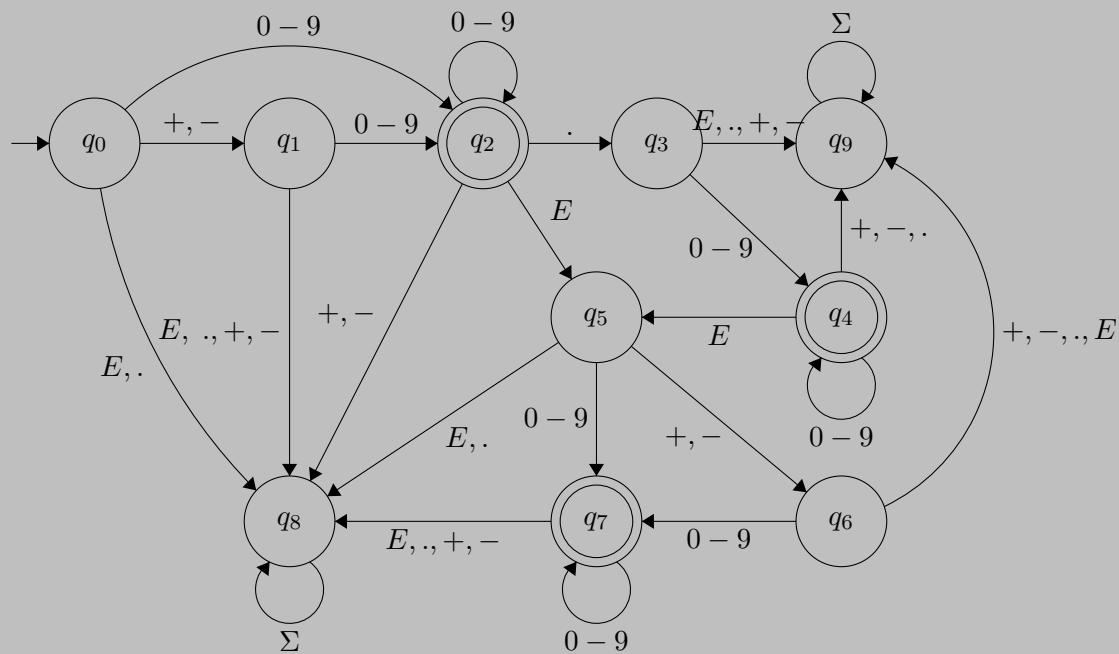 0 − 9
0 − 9
Σ
q0
+, -
q1
0 − 9
q2
.
q3
E, ., +, -
q9
E
0 − 9
+, −, .
+, -
E, ., +, −
E, .
q5
E
q4
+, −, ., E
0 − 9
E, .
+, -
0 − 9
q8
E, ., +, −
q7
0 − 9
q6
Σ
0 − 9